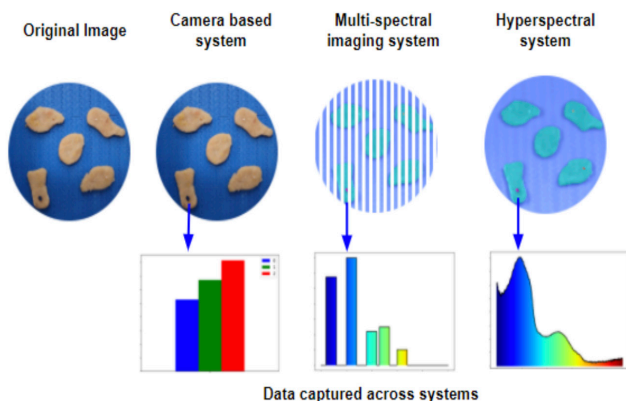 Original Image
Camera based
system
Multi-spectral
imaging system
Hyperspectral
system
Data captured across systems